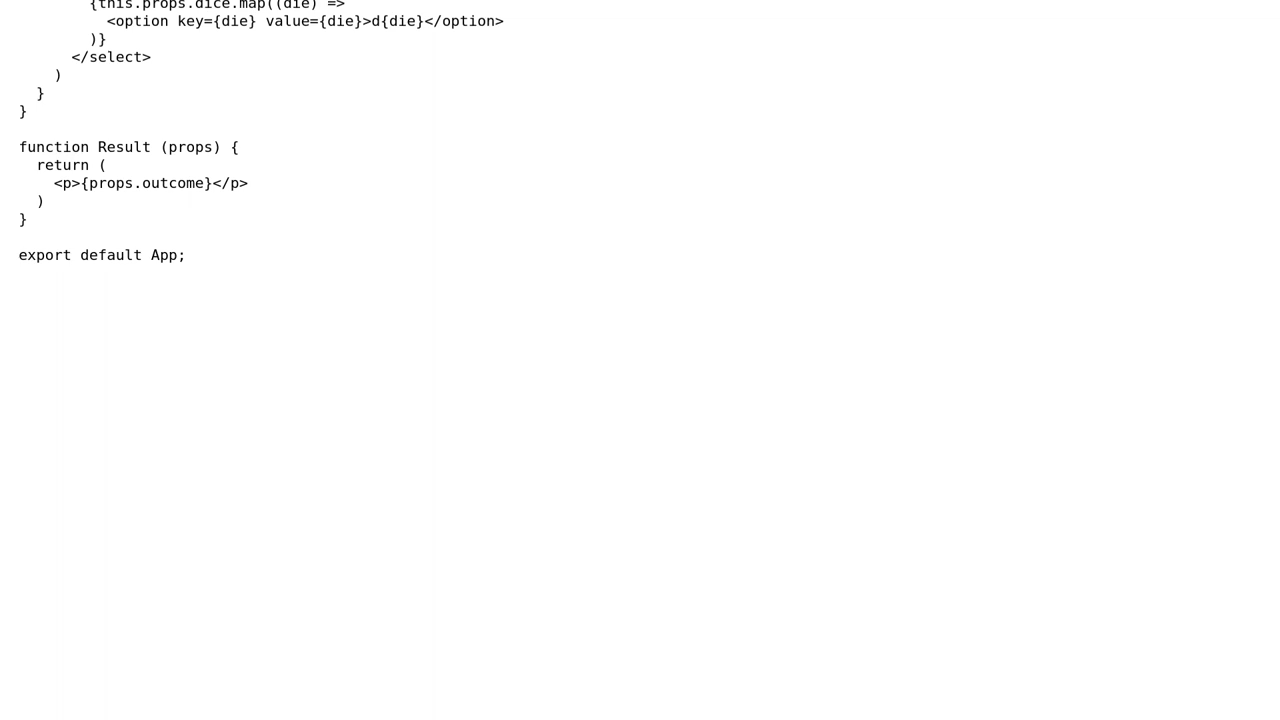 {this.props.dice.map((die) =>
<option key={die} value={die}>d{die}</option>
)}
</select>
)
}
}
function Result (props) {
return (
<p>{props.outcome}</p>
)
}
export default App;